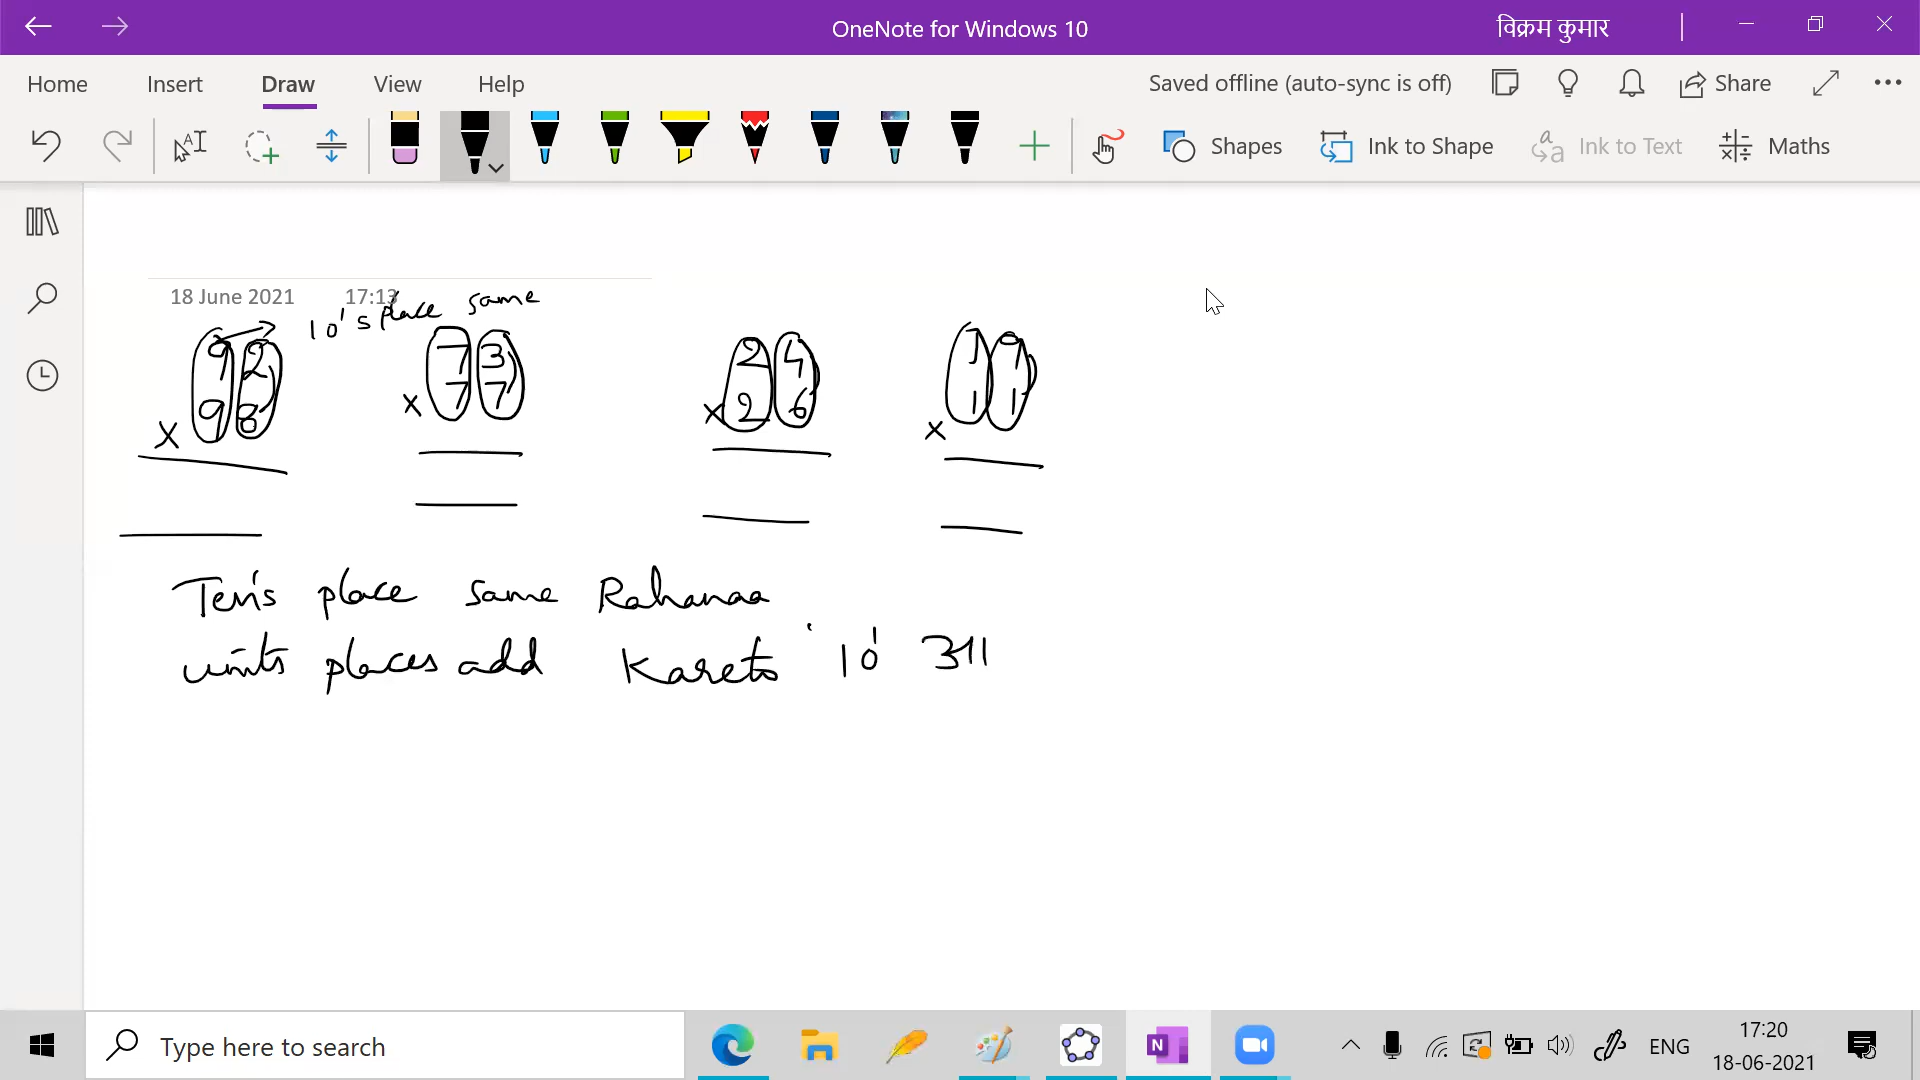 OneNote for Windows 10
विक्रम कुमार
Home Insert Draw View Help
Saved offline (auto-sync is off)
Share
Shapes
Ink to Shape
Ink to Text
Maths
18 June 2021 17:13
10's place same
92
× 98
73
× 77
24
× 26
19
× 11
Ten's place same Rahanaa
units places add Kareto 10'
Type here to search
ENG
17:20
18-06-2021